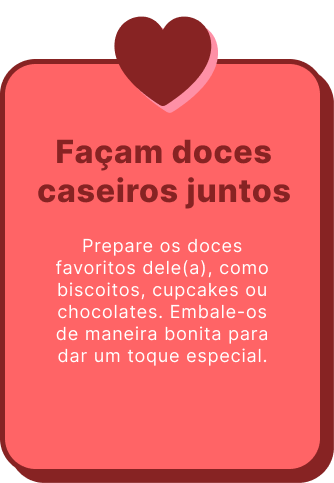 Façam doces
caseiros juntos
Prepare os doces
favoritos dele(a), como
biscoitos, cupcakes ou
chocolates. Embale-os
de maneira bonita para
dar um toque especial.